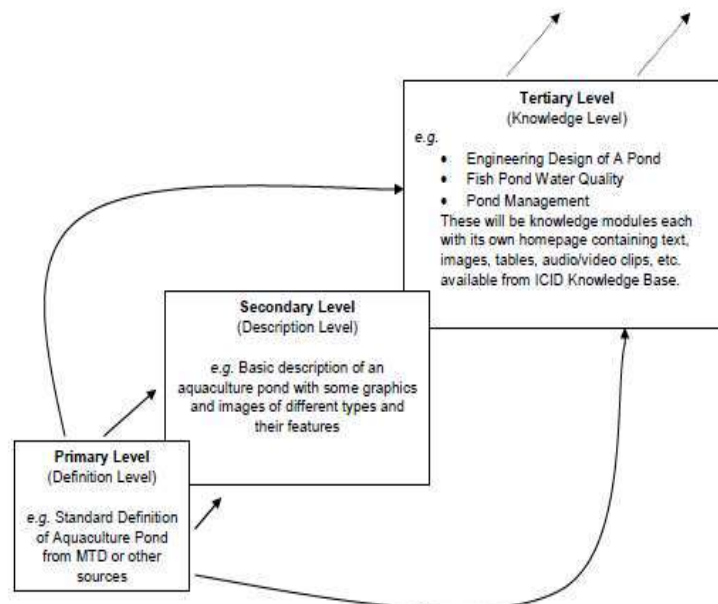 Tertiary Level
(Knowledge Level)
e.g.
• Engineering Design of A Pond
• Fish Pond Water Quality
• Pond Management
These will be knowledge modules each
with its own homepage containing text,
images, tables, audio/video clips, etc.
available from ICID Knowledge Base.
Secondary Level
(Description Level)
e.g. Basic description of an
aquaculture pond with some graphics
and images of different types and
their features
Primary Level
(Definition Level)
e.g. Standard Definition
of Aquaculture Pond
from MTD or other
sources